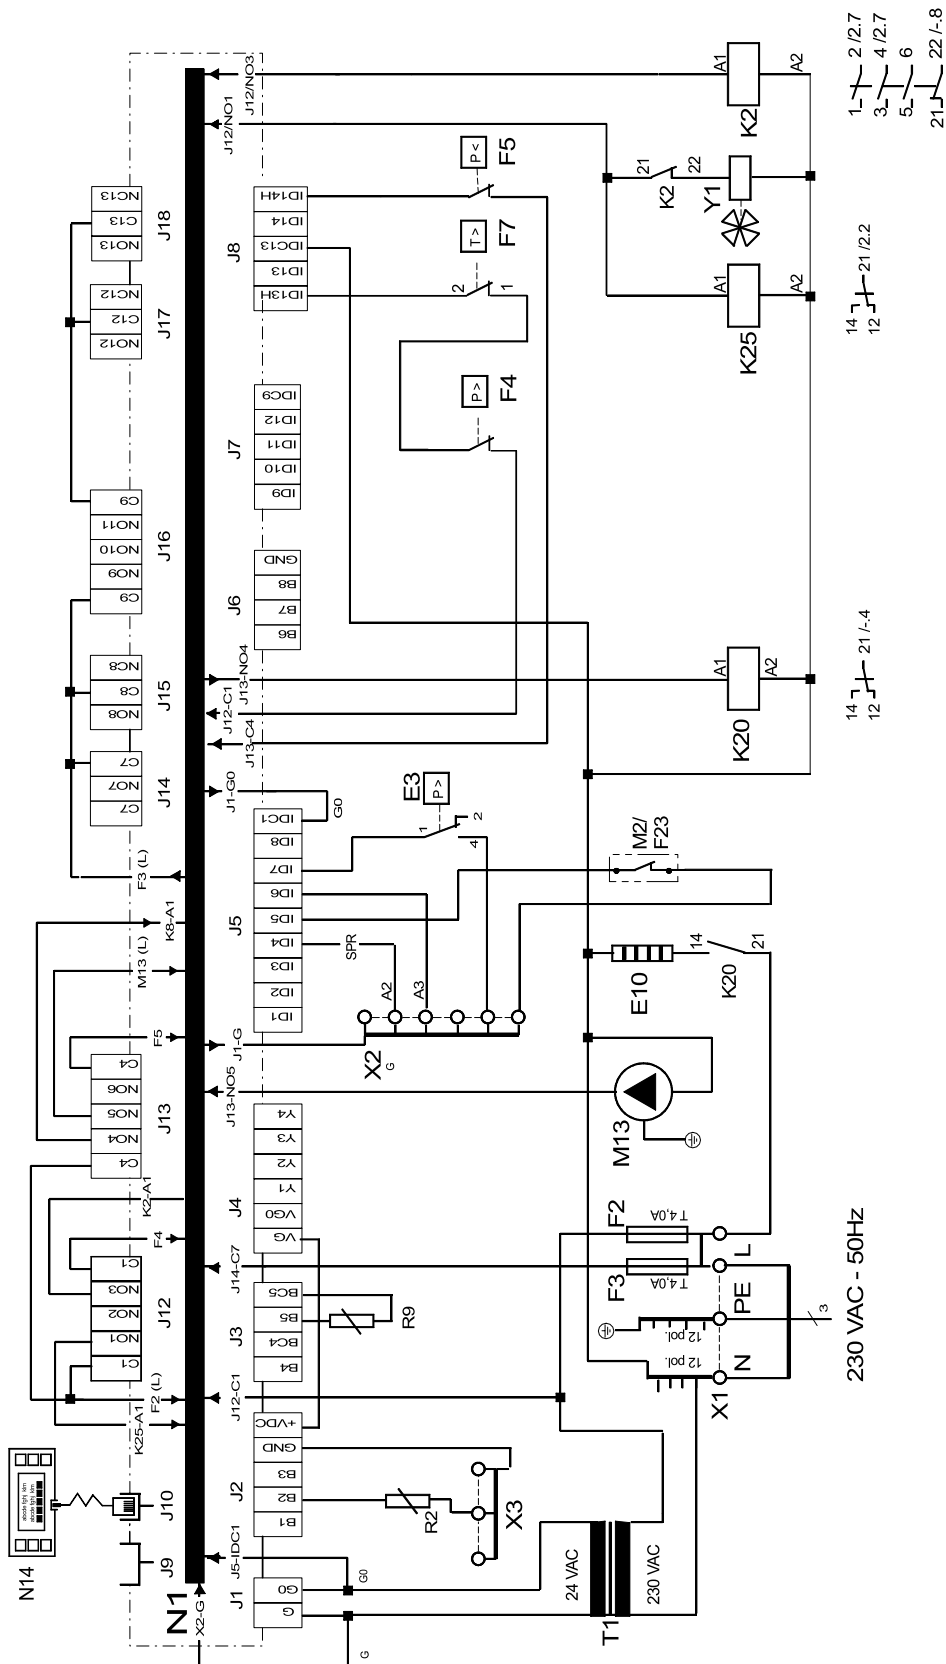 N14
abcde fghj klm
abcde fghj klm
J9
J10
N1
X2-G
K25-A1
F2 (L)
C1
NO1
NO2
NO3
C1
J12
F4
K2-A1
C4
NO4
NO5
NO6
C4
J13
F5
M13 (L)
K8-A1
F3 (L)
C7
NO7
C7
J14
NO8
C8
NC8
J15
C9
NO9
NO10
NO11
C9
J16
NO12
C12
NC12
J17
NO13
C13
NC13
J18
J5-IDC1
J12-C1
J14-C7
J13-NO5
J1-G
J1-G0
J13-C4
J12-C1
J13-NO4
J12/NO1
J12/NO3
J1
G
G0
J2
B1
B2
B3
GND
+VDC
J3
B4
BC4
B5
BC5
J4
VG
VG0
Y1
Y2
Y3
Y4
J5
ID1
ID2
ID3
ID4
ID5
ID6
ID7
ID8
IDC1
J6
B6
B7
B8
GND
J7
ID9
ID10
ID11
ID12
IDC9
J8
ID13H
ID13
IDC13
ID14
ID14H
G
G0
R2
X3
R9
X2
G
A2
A3
SPR
G0
E3
P >
1
2
4
F4
P >
F7
T >
2
1
F5
P <
T1
24 VAC
230 VAC
X1
N
PE
L
12 pol.
12 pol.
F3
T 4,0A
F2
T 4,0A
3
230 VAC - 50Hz
M13
E10
14
21
K20
M2/
F23
K20
A1
A2
K25
A1
A2
K2
21
22
Y1
K2
A1
A2
14
12
21 /-.4
14
12
21 /2.2
1
2 /2.7
3
4 /2.7
5
6
21
22 /-.8